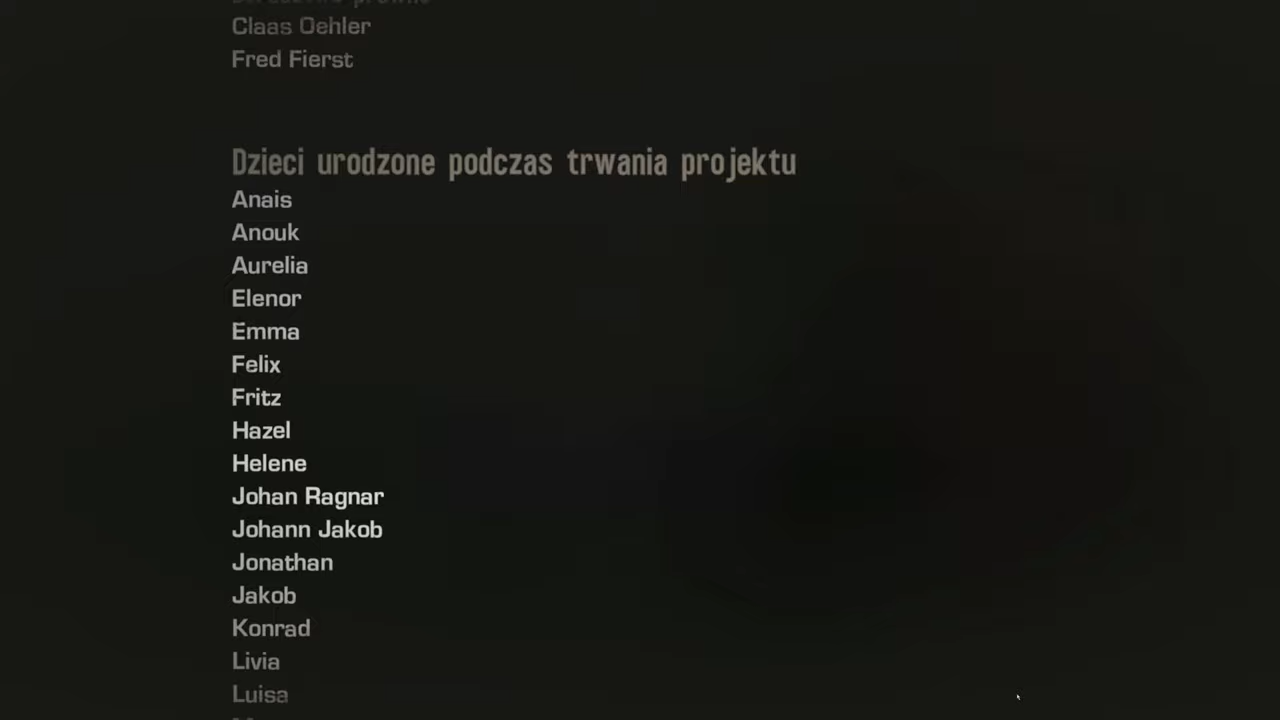 Claas Oehler
Fred Fierst
Dzieci urodzone podczas trwania projektu
Anais
Anouk
Aurelia
Elenor
Emma
Felix
Fritz
Hazel
Helene
Johan Ragnar
Johann Jakob
Jonathan
Jakob
Konrad
Livia
Luisa